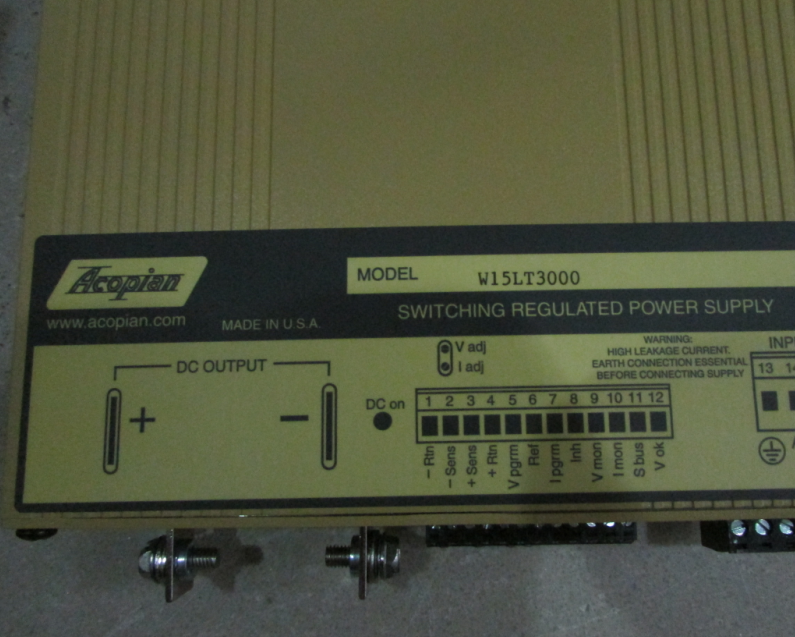 Acopian
MODEL W15LT3000
www.acopian.com MADE IN U.S.A.
SWITCHING REGULATED POWER SUPPLY
DC OUTPUT
+ −
V adj
I adj
DC on
WARNING:
HIGH LEAKAGE CURRENT.
EARTH CONNECTION ESSENTIAL
BEFORE CONNECTING SUPPLY
1 2 3 4 5 6 7 8 9 10 11 12
− Rtn
− Sens
+ Sens
+ Rtn
V pgrm
Ref
I pgrm
Inh
V mon
I mon
S bus
V ok
13